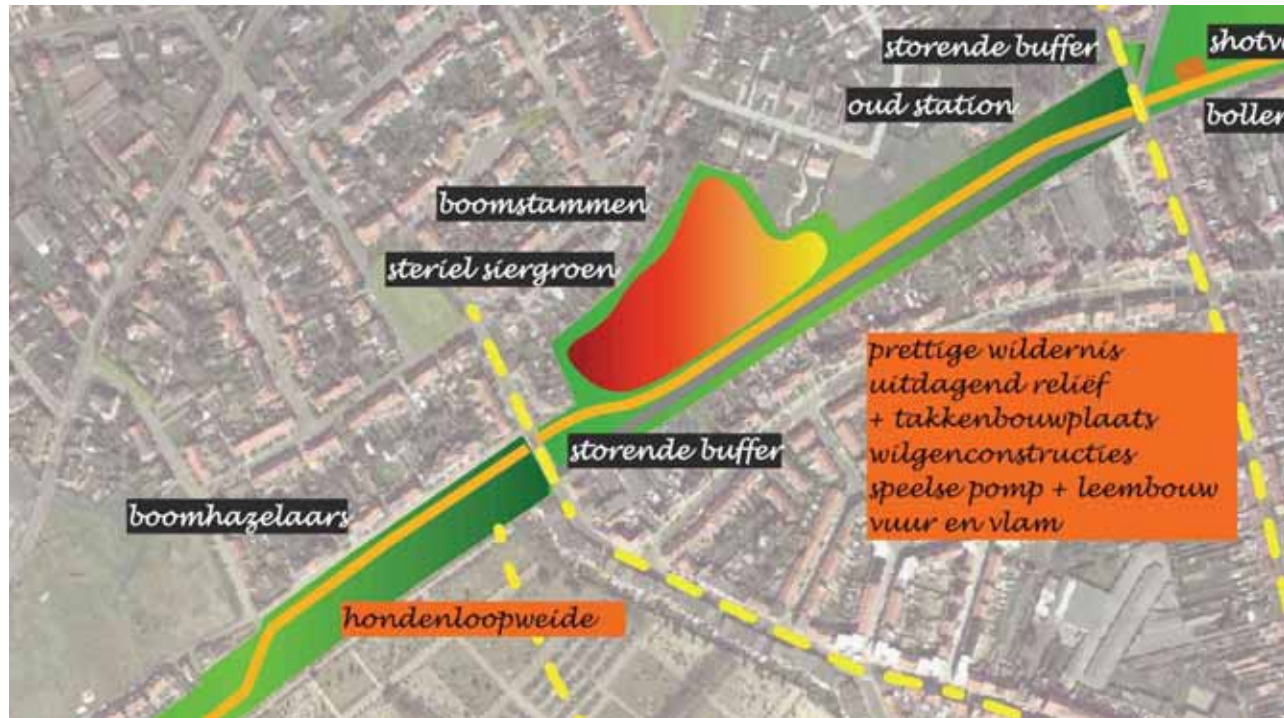 storende buffer
oud station
boomstammen
steriel siergroen
prettige wildernis
uitdagend reliëf
+ takkenbouwplaats
wilgenconstructies
speelse pomp + leembouw
vuur en vlam
storende buffer
boomhazelaars
hondenloopweide